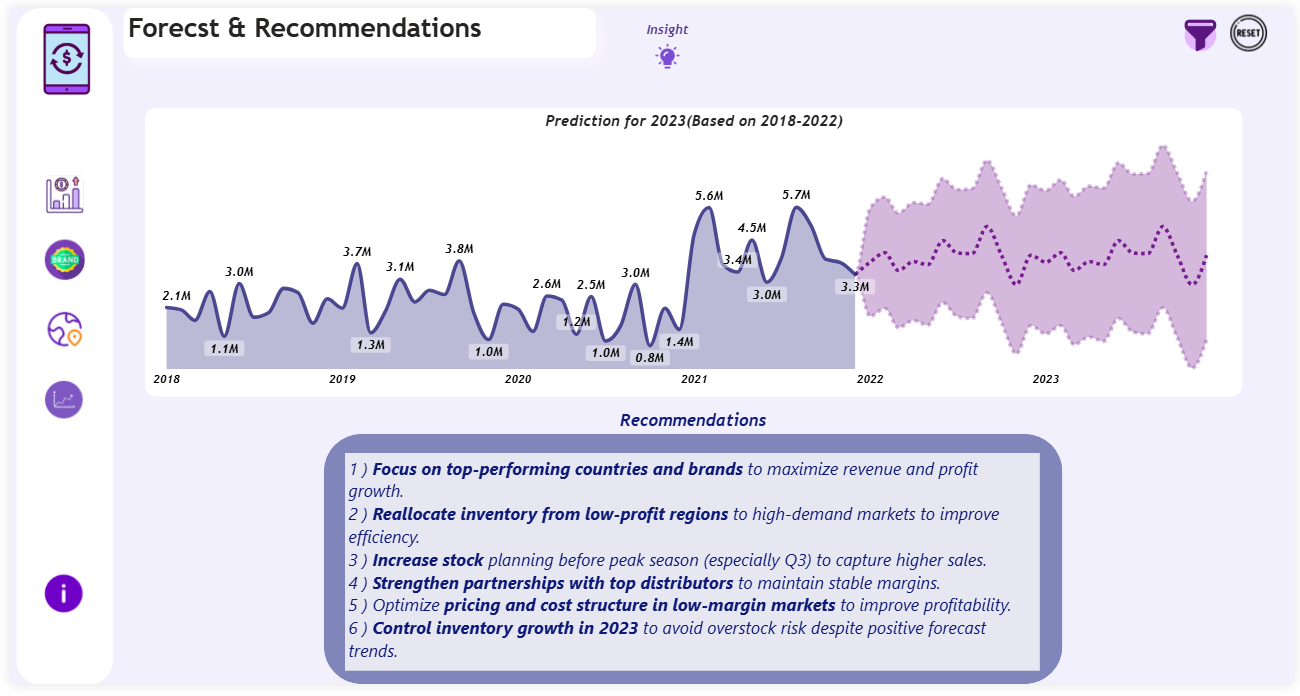 Forecst & Recommendations
Insight
RESET
Prediction for 2023(Based on 2018-2022)
BRAND
5.6M
5.7M
4.5M
3.7M
3.8M
3.4M
3.1M
3.0M
3.0M
3.0M
3.3M
2.6M
2.5M
2.1M
1.2M
1.4M
1.1M
1.3M
1.0M
1.0M
0.8M
2018
2019
2020
2021
2022
2023
Recommendations
1 ) Focus on top-performing countries and brands to maximize revenue and profit
growth.
2 ) Reallocate inventory from low-profit regions to high-demand markets to improve
efficiency.
3 ) Increase stock planning before peak season (especially Q3) to capture higher sales.
4 ) Strengthen partnerships with top distributors to maintain stable margins.
5 ) Optimize pricing and cost structure in low-margin markets to improve profitability.
6 ) Control inventory growth in 2023 to avoid overstock risk despite positive forecast
trends.